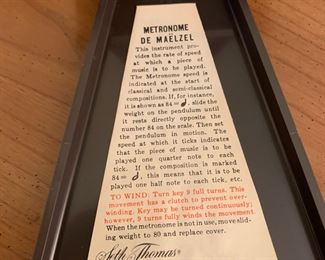 METRONOME
DE MAËLZEL
This instrument pro-
vides the rate of speed
at which a piece of
music is to be played.
The Metronome speed is
indicated at the start of
classical and semi-classical
compositions. If, for instance,
it is shown as 84 = 𝅘𝅥, slide the
weight on the pendulum until
it rests directly opposite the
number 84 on the scale. Then set
the pendulum in motion. The
speed at which it ticks indicates
that the piece of music is to be
played one quarter note to each
tick. If the composition is marked
84 = 𝅗𝅥, this means that it is to be
played one half note to each tick, etc.
TO WIND: Turn key 9 full turns. This
movement has a clutch to prevent over-
winding. Key may be turned continuously;
however, 9 turns fully winds the movement
When the metronome is not in use, move slid-
ing weight to 80 and replace cover.
Seth Thomas®